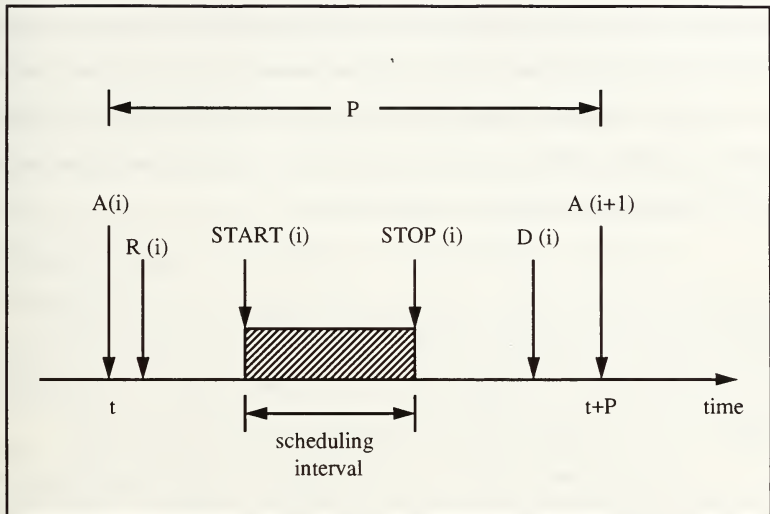 P
A(i)
R (i)
START (i)
STOP (i)
D (i)
A (i+1)
t
t+P
time
scheduling
interval